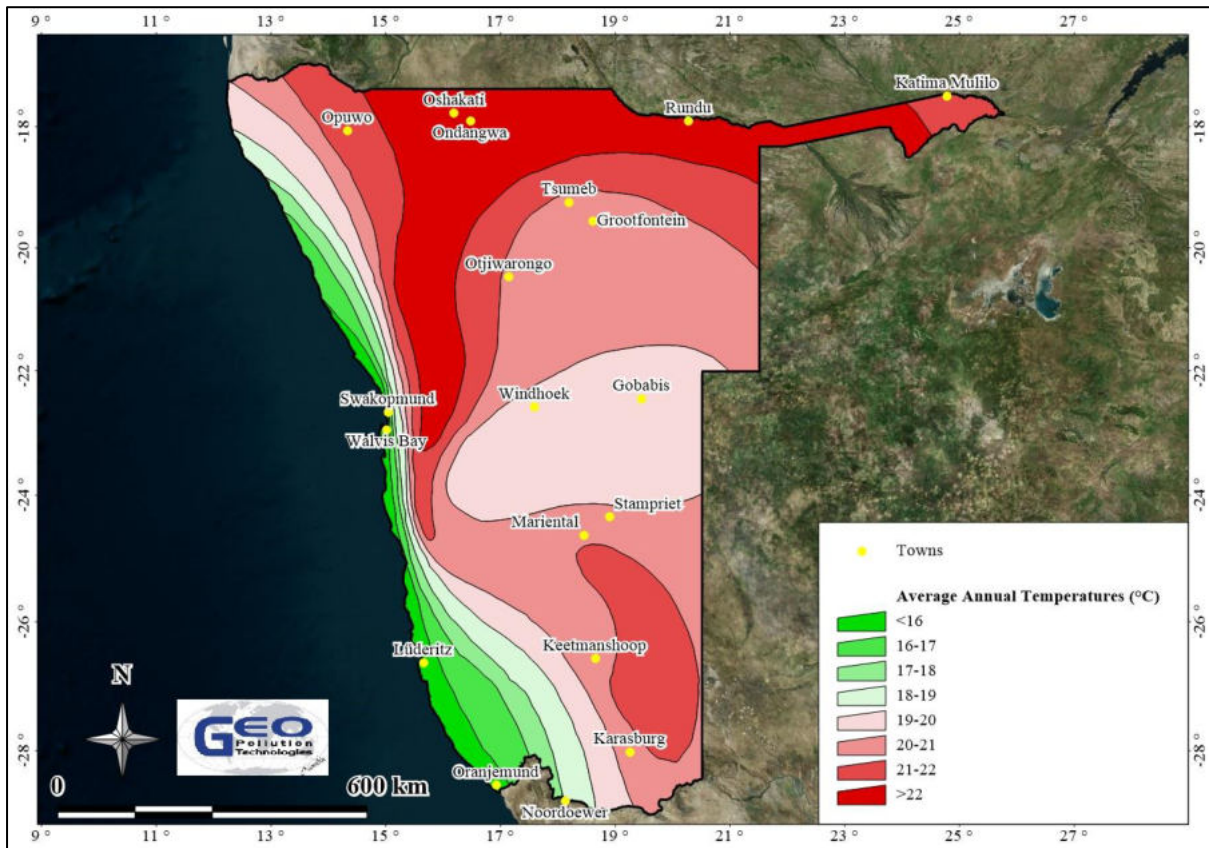 9 °
11 °
13 °
15 °
17 °
19 °
21 °
23 °
25 °
27 °
-18 °
-20 °
-22 °
-24 °
-26 °
-28 °
Katima Mulilo
Oshakati
Rundu
Opuwo
Ondangwa
Tsumeb
Grootfontein
Otjiwarongo
Swakopmund
Windhoek
Gobabis
Walvis Bay
Stampriet
Mariental
Keetmanshoop
Lüderitz
Karasburg
Oranjemund
Noordoewer
N
GEO
Pollution
Technologies
0
600 km
Towns
Average Annual Temperatures (°C)
<16
16-17
17-18
18-19
19-20
20-21
21-22
>22
-18 °
-20 °
-22 °
-24 °
-26 °
-28 °
9 °
11 °
13 °
15 °
17 °
19 °
21 °
23 °
25 °
27 °